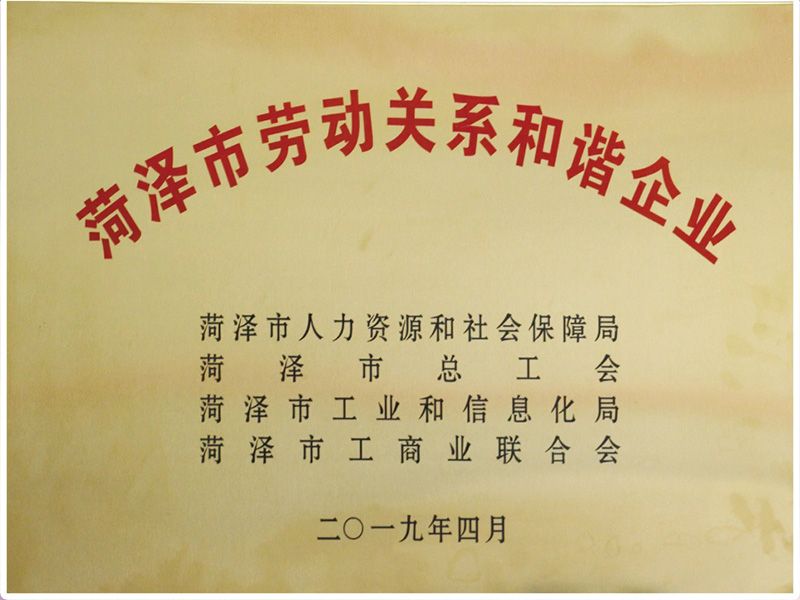 菏泽市劳动关系和谐企业
菏泽市人力资源和社会保障局
菏泽市总工会
菏泽市工业和信息化局
菏泽市工商业联合会
二〇一九年四月